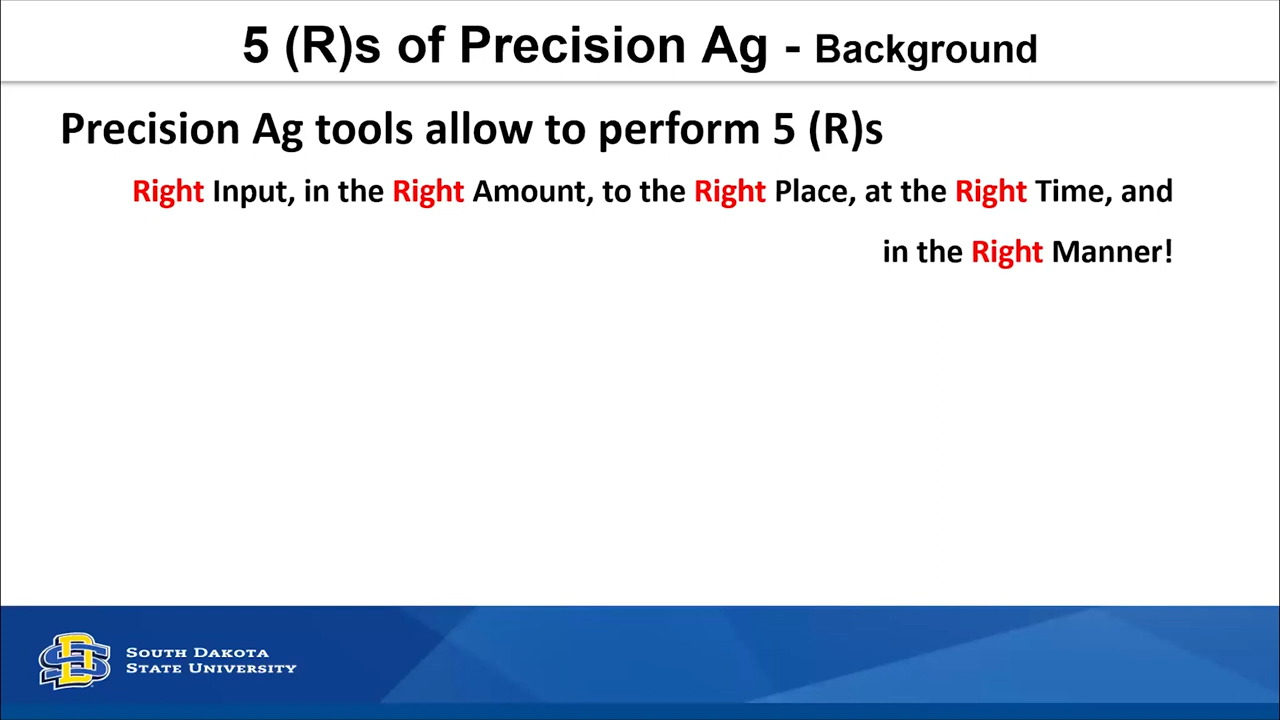 5 (R)s of Precision Ag - Background
Precision Ag tools allow to perform 5 (R)s
Right Input, in the Right Amount, to the Right Place, at the Right Time, and
in the Right Manner!
SOUTH DAKOTA
STATE UNIVERSITY